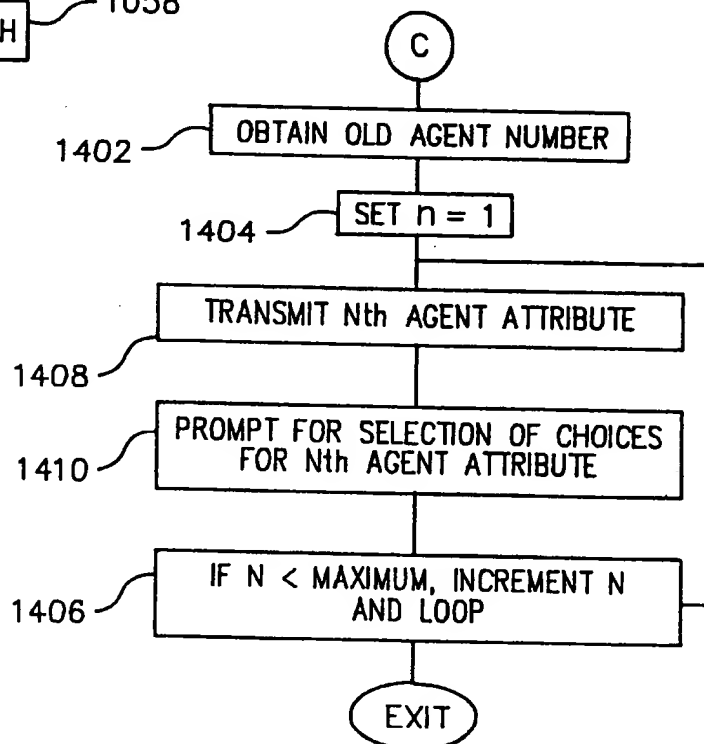 H
1058
C
1402
OBTAIN OLD AGENT NUMBER
1404
SET n = 1
1408
TRANSMIT Nth AGENT ATTRIBUTE
1410
PROMPT FOR SELECTION OF CHOICES
FOR Nth AGENT ATTRIBUTE
1406
IF N < MAXIMUM, INCREMENT N
AND LOOP
EXIT